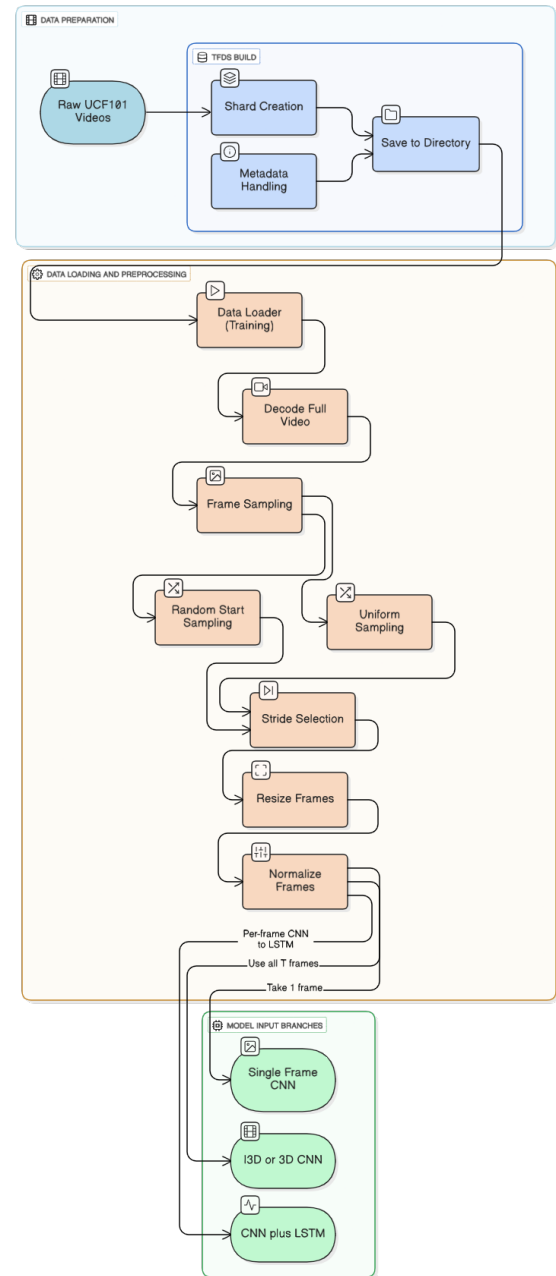 DATA PREPARATION
TFDS BUILD
Raw UCF101
Videos
Shard Creation
Metadata
Handling
Save to Directory
DATA LOADING AND PREPROCESSING
Data Loader
(Training)
Decode Full
Video
Frame Sampling
Random Start
Sampling
Uniform
Sampling
Stride Selection
Resize Frames
Normalize
Frames
Per-frame CNN
to LSTM
Use all T frames
Take 1 frame
MODEL INPUT BRANCHES
Single Frame
CNN
I3D or 3D CNN
CNN plus LSTM